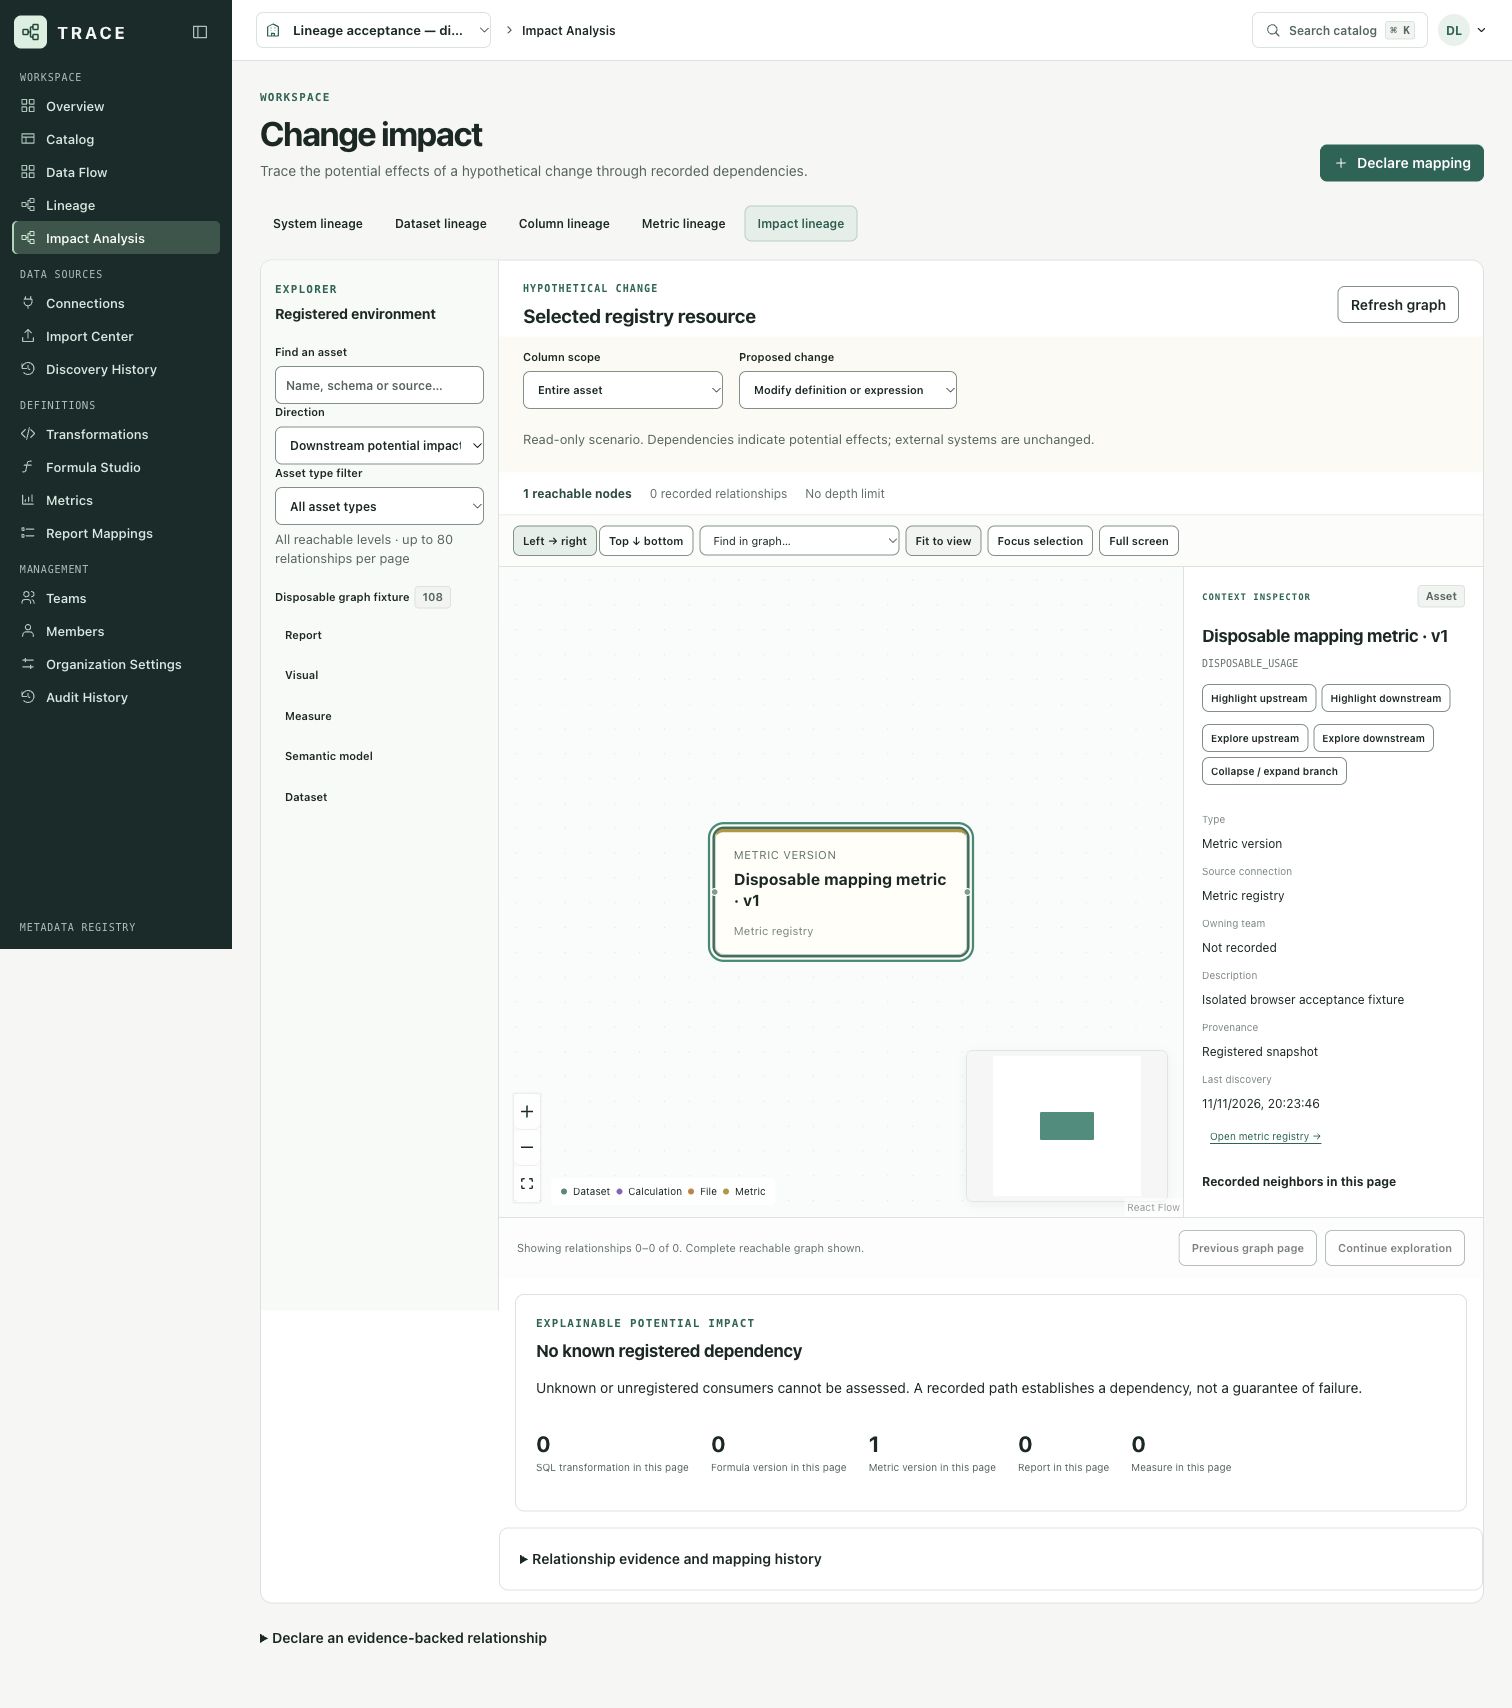 TRACE
WORKSPACE
Overview
Catalog
Data Flow
Lineage
Impact Analysis
DATA SOURCES
Connections
Import Center
Discovery History
DEFINITIONS
Transformations
Formula Studio
Metrics
Report Mappings
MANAGEMENT
Teams
Members
Organization Settings
Audit History
METADATA REGISTRY
Lineage acceptance — di...
Impact Analysis
Search catalog ⌘ K
DL
WORKSPACE
Change impact
Trace the potential effects of a hypothetical change through recorded dependencies.
+ Declare mapping
System lineage
Dataset lineage
Column lineage
Metric lineage
Impact lineage
EXPLORER
Registered environment
Find an asset
Name, schema or source...
Direction
Downstream potential impact
Asset type filter
All asset types
All reachable levels · up to 80
relationships per page
Disposable graph fixture 108
Report
Visual
Measure
Semantic model
Dataset
HYPOTHETICAL CHANGE
Selected registry resource
Refresh graph
Column scope
Entire asset
Proposed change
Modify definition or expression
Read-only scenario. Dependencies indicate potential effects; external systems are unchanged.
1 reachable nodes
0 recorded relationships
No depth limit
Left → right
Top ↓ bottom
Find in graph...
Fit to view
Focus selection
Full screen
METRIC VERSION
Disposable mapping metric
· v1
Metric registry
Dataset
Calculation
File
Metric
React Flow
CONTEXT INSPECTOR
Asset
Disposable mapping metric · v1
DISPOSABLE_USAGE
Highlight upstream
Highlight downstream
Explore upstream
Explore downstream
Collapse / expand branch
Type
Metric version
Source connection
Metric registry
Owning team
Not recorded
Description
Isolated browser acceptance fixture
Provenance
Registered snapshot
Last discovery
11/11/2026, 20:23:46
Open metric registry →
Recorded neighbors in this page
Showing relationships 0–0 of 0. Complete reachable graph shown.
Previous graph page
Continue exploration
EXPLAINABLE POTENTIAL IMPACT
No known registered dependency
Unknown or unregistered consumers cannot be assessed. A recorded path establishes a dependency, not a guarantee of failure.
0
SQL transformation in this page
0
Formula version in this page
1
Metric version in this page
0
Report in this page
0
Measure in this page
Relationship evidence and mapping history
Declare an evidence-backed relationship